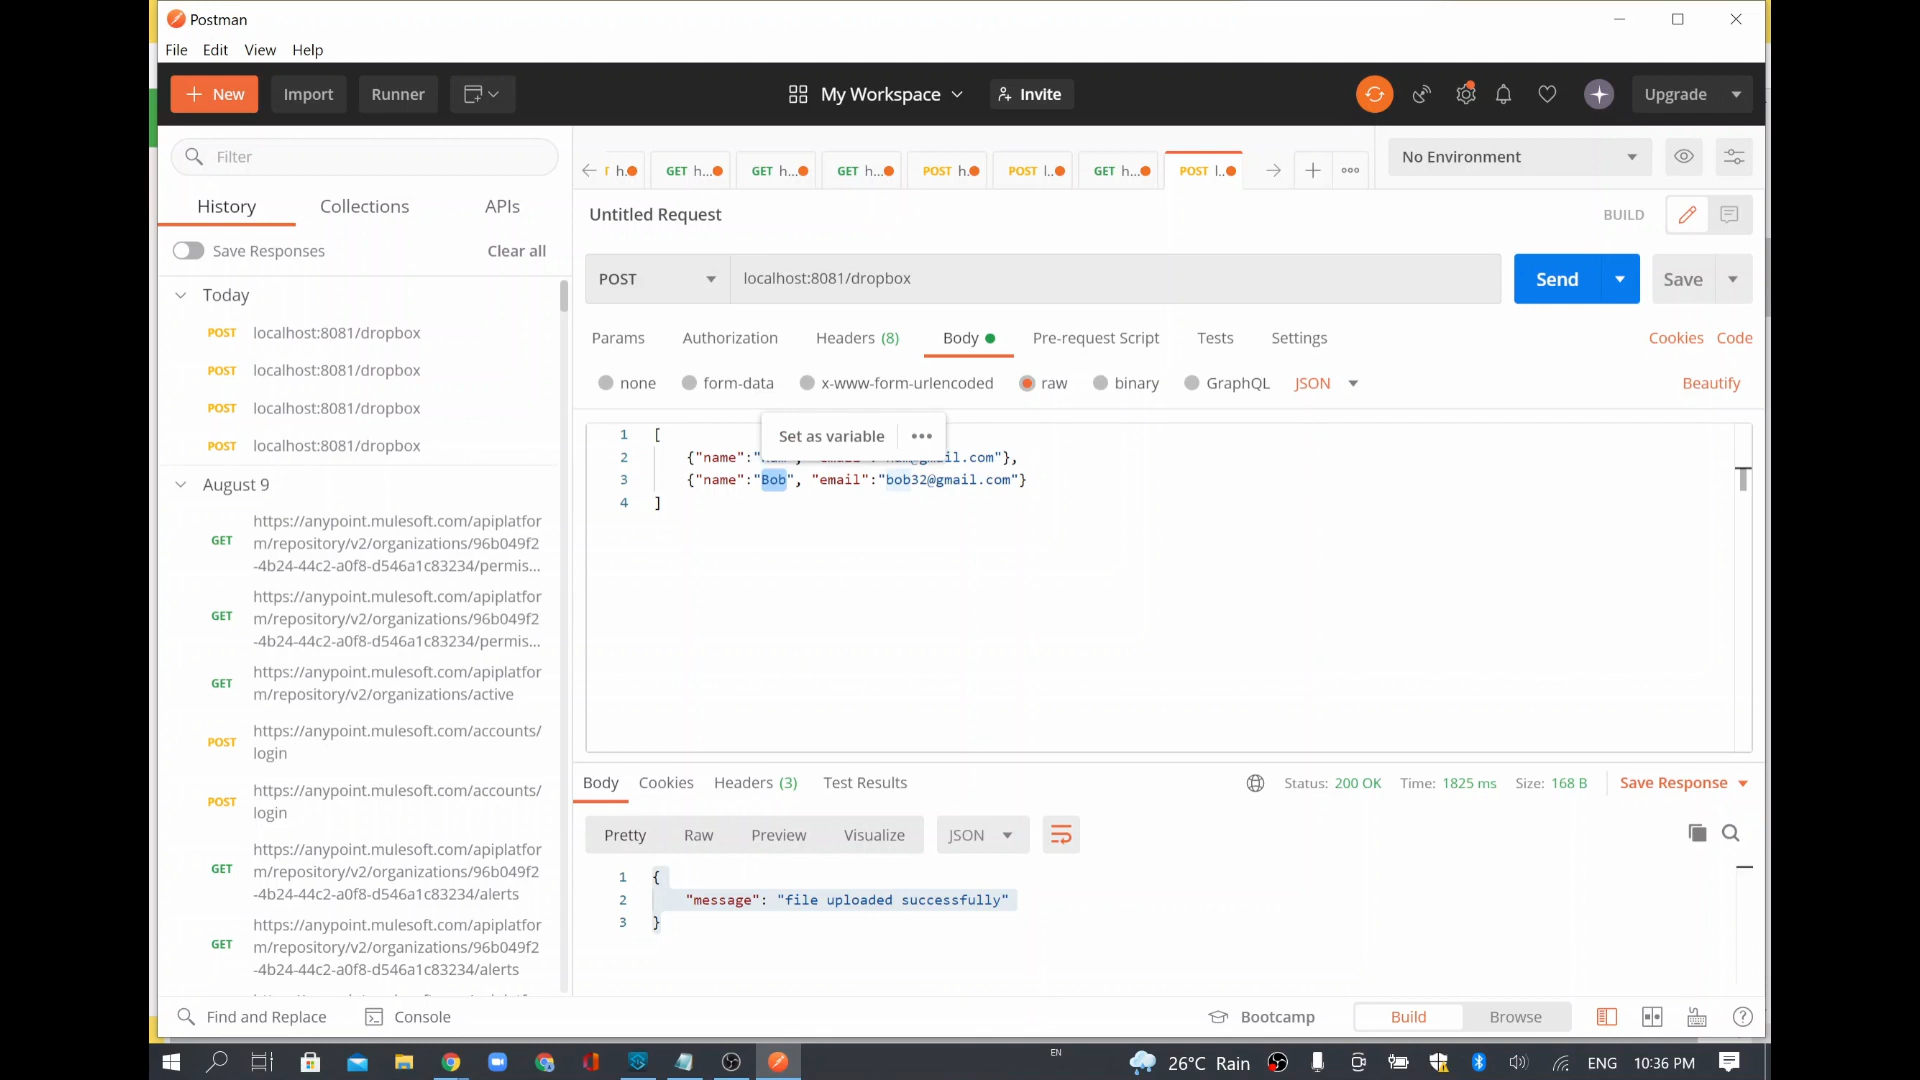 Postman
File Edit View Help
New Import Runner My Workspace Invite Upgrade
Filter
History Collections APIs
Save Responses Clear all
Today
POST localhost:8081/dropbox
POST localhost:8081/dropbox
POST localhost:8081/dropbox
POST localhost:8081/dropbox
August 9
GET https://anypoint.mulesoft.com/apiplatfor
m/repository/v2/organizations/96b049f2
-4b24-44c2-a0f8-d546a1c83234/permis...
GET https://anypoint.mulesoft.com/apiplatfor
m/repository/v2/organizations/96b049f2
-4b24-44c2-a0f8-d546a1c83234/permis...
GET https://anypoint.mulesoft.com/apiplatfor
m/repository/v2/organizations/active
POST https://anypoint.mulesoft.com/accounts/
login
POST https://anypoint.mulesoft.com/accounts/
login
GET https://anypoint.mulesoft.com/apiplatfor
m/repository/v2/organizations/96b049f2
-4b24-44c2-a0f8-d546a1c83234/alerts
GET https://anypoint.mulesoft.com/apiplatfor
m/repository/v2/organizations/96b049f2
-4b24-44c2-a0f8-d546a1c83234/alerts
h. GET h... GET h... GET h... POST h. POST l.. GET h... POST l..
No Environment
Untitled Request BUILD
POST localhost:8081/dropbox Send Save
Params Authorization Headers (8) Body Pre-request Script Tests Settings Cookies Code
none form-data x-www-form-urlencoded raw binary GraphQL JSON Beautify
Set as variable
1 [
2 {"name":" @gmail.com"},
3 {"name":"Bob", "email":"bob32@gmail.com"}
4 ]
Body Cookies Headers (3) Test Results Status: 200 OK Time: 1825 ms Size: 168 B Save Response
Pretty Raw Preview Visualize JSON
1 {
2 "message": "file uploaded successfully"
3 }
Find and Replace Console Bootcamp Build Browse
EN 26°C Rain ENG 10:36 PM